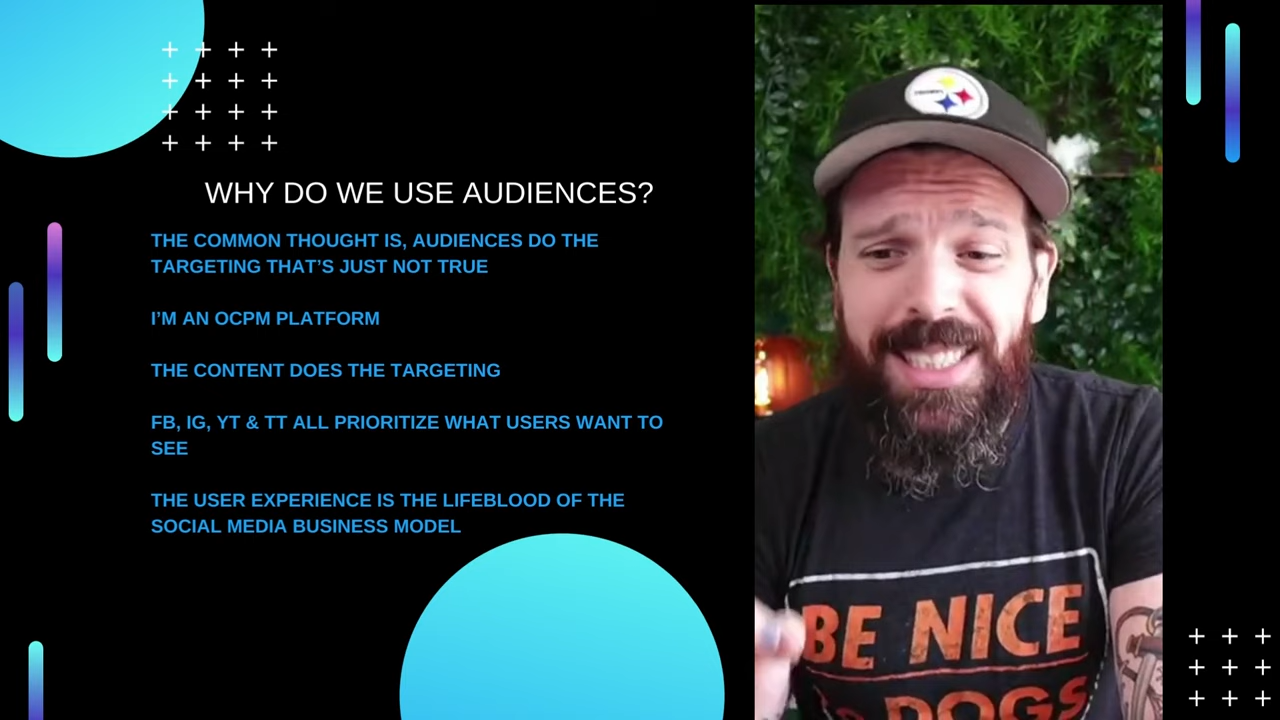 WHY DO WE USE AUDIENCES?
THE COMMON THOUGHT IS, AUDIENCES DO THE
TARGETING THAT’S JUST NOT TRUE
I’M AN OCPM PLATFORM
THE CONTENT DOES THE TARGETING
FB, IG, YT & TT ALL PRIORITIZE WHAT USERS WANT TO
SEE
THE USER EXPERIENCE IS THE LIFEBLOOD OF THE
SOCIAL MEDIA BUSINESS MODEL
BE NICE
DOGS